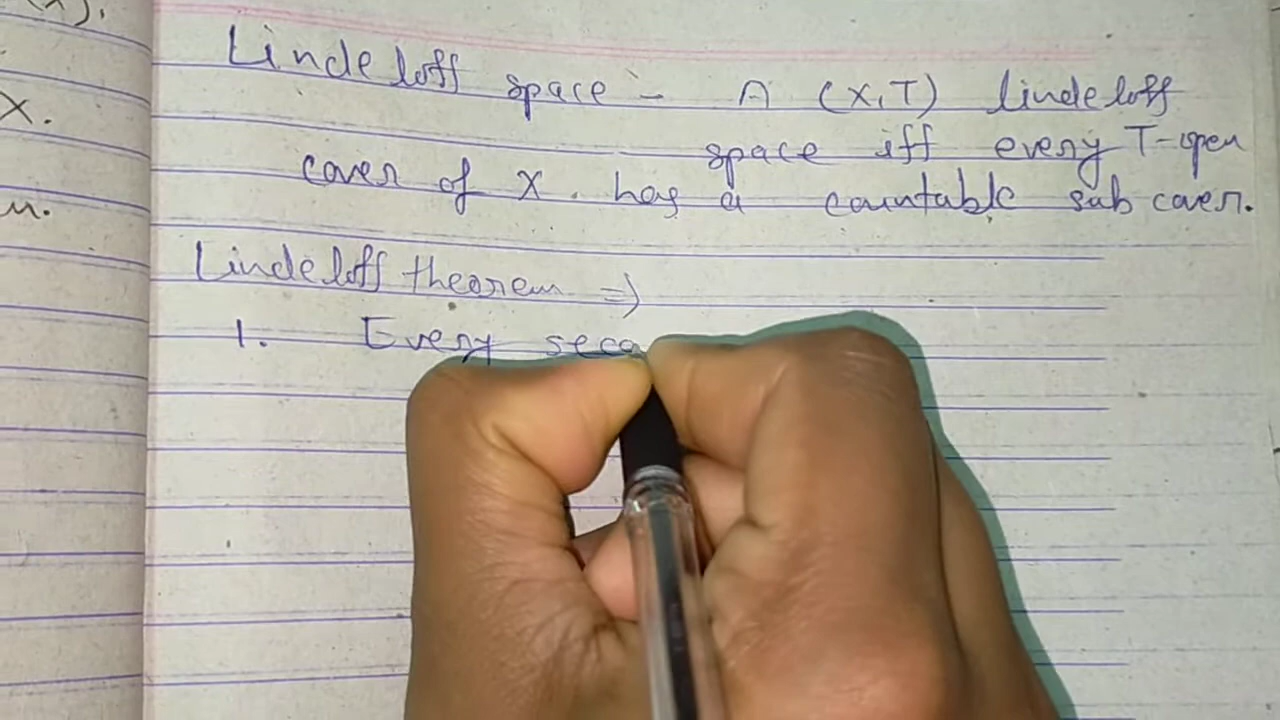 x).
X.
n.
Lindeloff space - A (X,T) lindeloff
space iff every T-open
cover of X. has a countable sub cover.
Lindeloff theorem ⇒
1. Every seco